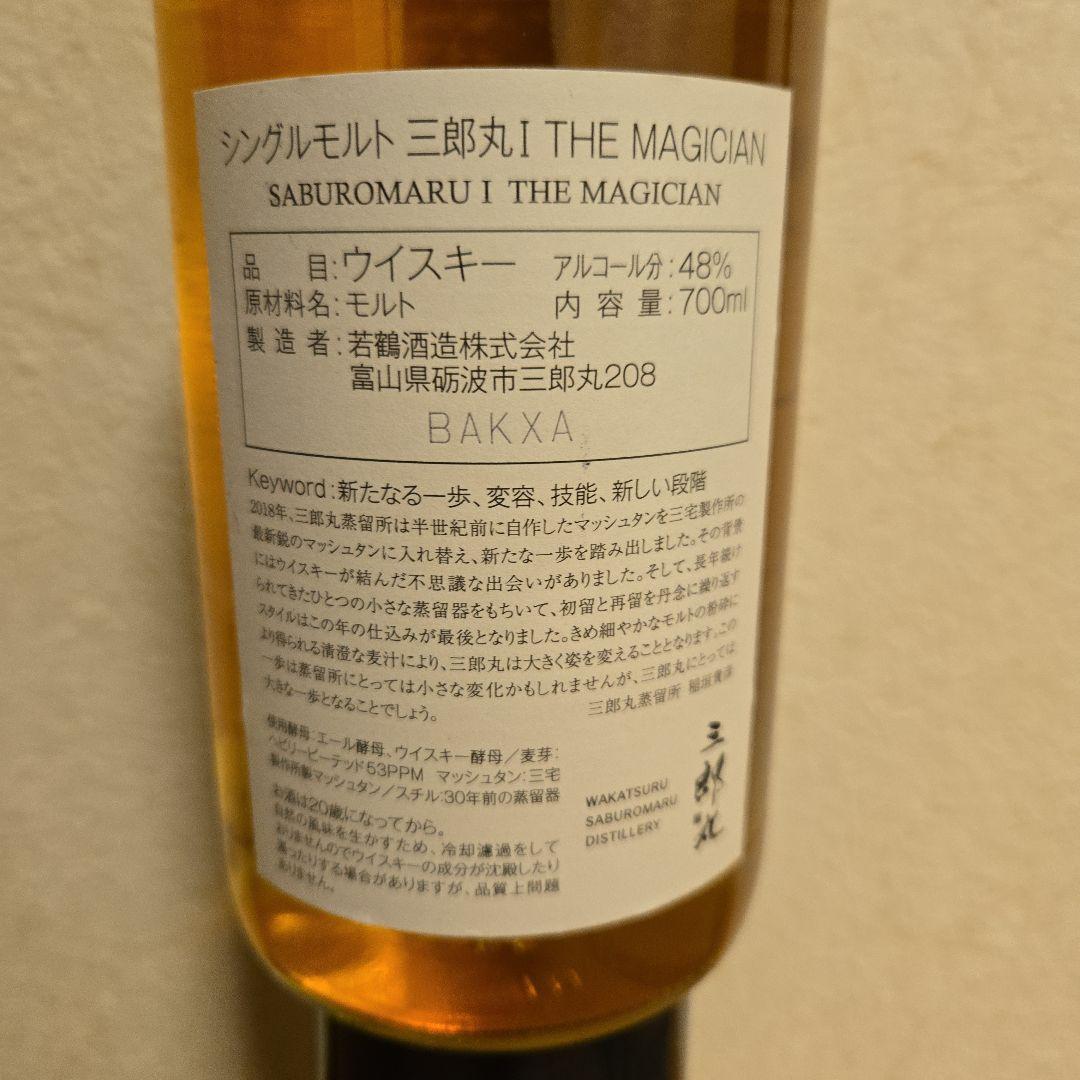 シングルモルト 三郎丸Ⅰ THE MAGICIAN
SABUROMARU I THE MAGICIAN
品目:ウイスキー アルコール分:48%
原材料名:モルト 内容量:700ml
製造者:若鶴酒造株式会社
富山県砺波市三郎丸208
BAKXA
Keyword:新たなる一歩、変容、技能、新しい段階
2018年、三郎丸蒸留所は半世紀前に自作したマッシュタンを三宅製作所の
最新鋭のマッシュタンに入れ替え、新たな一歩を踏み出しました。その背景
にはウイスキーが結んだ不思議な出会いがありました。そして、長年続け
られてきたひとつの小さな蒸留器をもちいて、初留と再留を丹念に繰り返す
スタイルはこの年の仕込みが最後となりました。きめ細やかなモルトの粉砕に
より得られる清澄な麦汁により、三郎丸は大きく姿を変えることとなります。この
一歩は蒸留所にとっては小さな変化かもしれませんが、三郎丸にとっては
大きな一歩となることでしょう。
三郎丸蒸留所 稲垣貴彦
使用酵母:エール酵母、ウイスキー酵母/麦芽:
ヘビリーピーテッド53PPM マッシュタン:三宅
製作所製マッシュタン/スチル:30年前の蒸留器
お酒は20歳になってから。
自然の風味を生かすため、冷却濾過をして
おりませんのでウイスキーの成分が沈殿したり
濁ったりする場合がありますが、品質上問題
ありません。
WAKATSURU
SABUROMARU
DISTILLERY
三郎丸